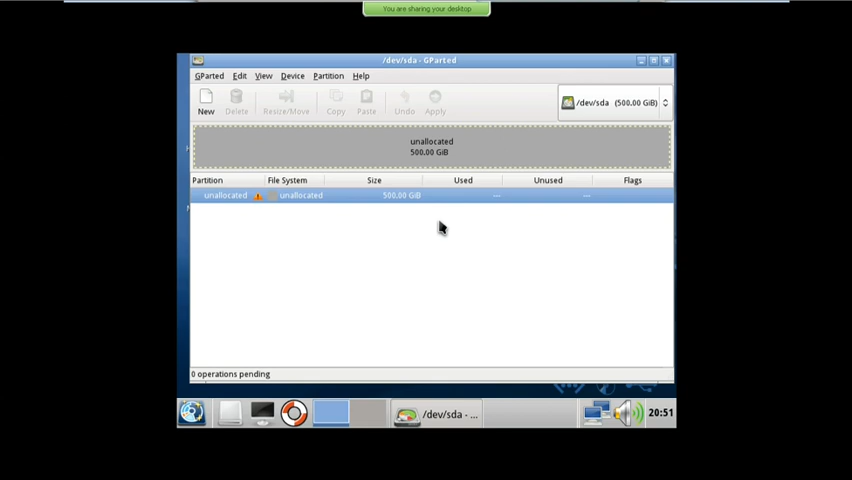 You are sharing your desktop
/dev/sda - GParted
GParted Edit View Device Partition Help
New Delete Resize/Move Copy Paste Undo Apply
/dev/sda (500.00 GiB)
unallocated
500.00 GiB
Partition File System Size Used Unused Flags
unallocated unallocated 500.00 GiB --- ---
0 operations pending
/dev/sda - ...
20:51